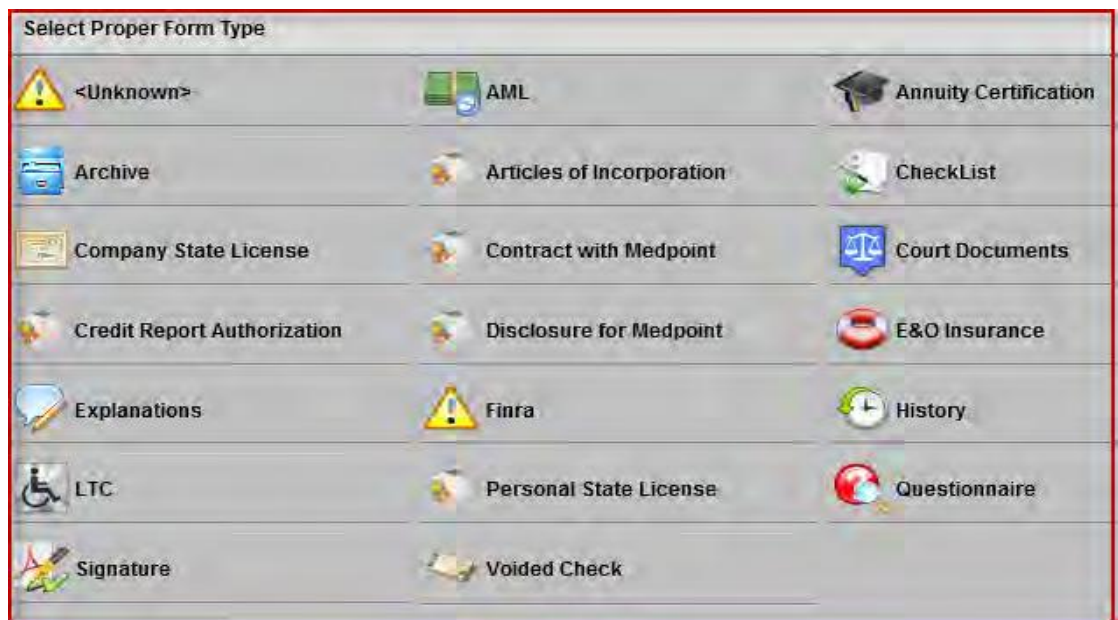 Select Proper Form Type
<Unknown>
AML
Annuity Certification
Archive
Articles of Incorporation
CheckList
Company State License
Contract with Medpoint
Court Documents
Credit Report Authorization
Disclosure for Medpoint
E&O Insurance
Explanations
Finra
History
LTC
Personal State License
Questionnaire
Signature
Voided Check